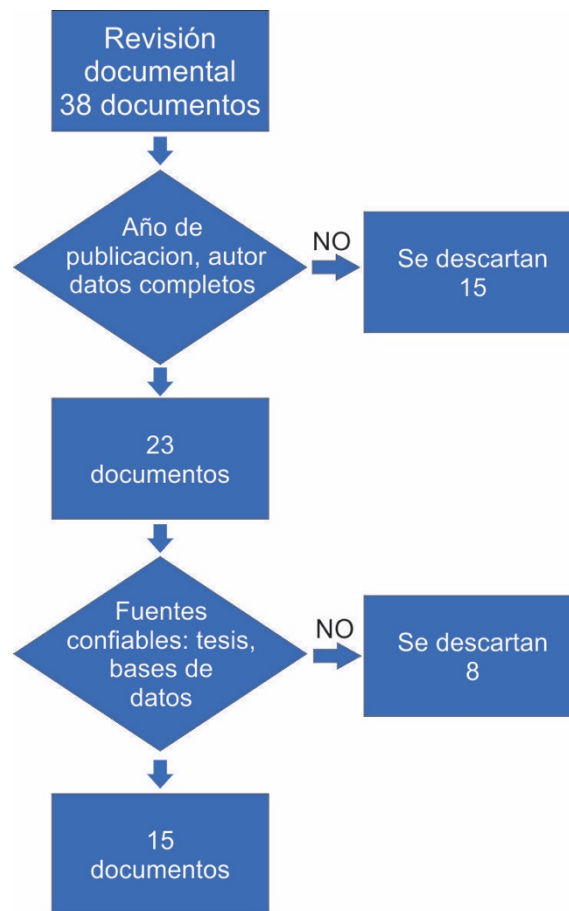 Revisión
documental
38 documentos
Año de
publicacion, autor
datos completos
NO
Se descartan
15
23
documentos
Fuentes
confiables: tesis,
bases de
datos
NO
Se descartan
8
15
documentos